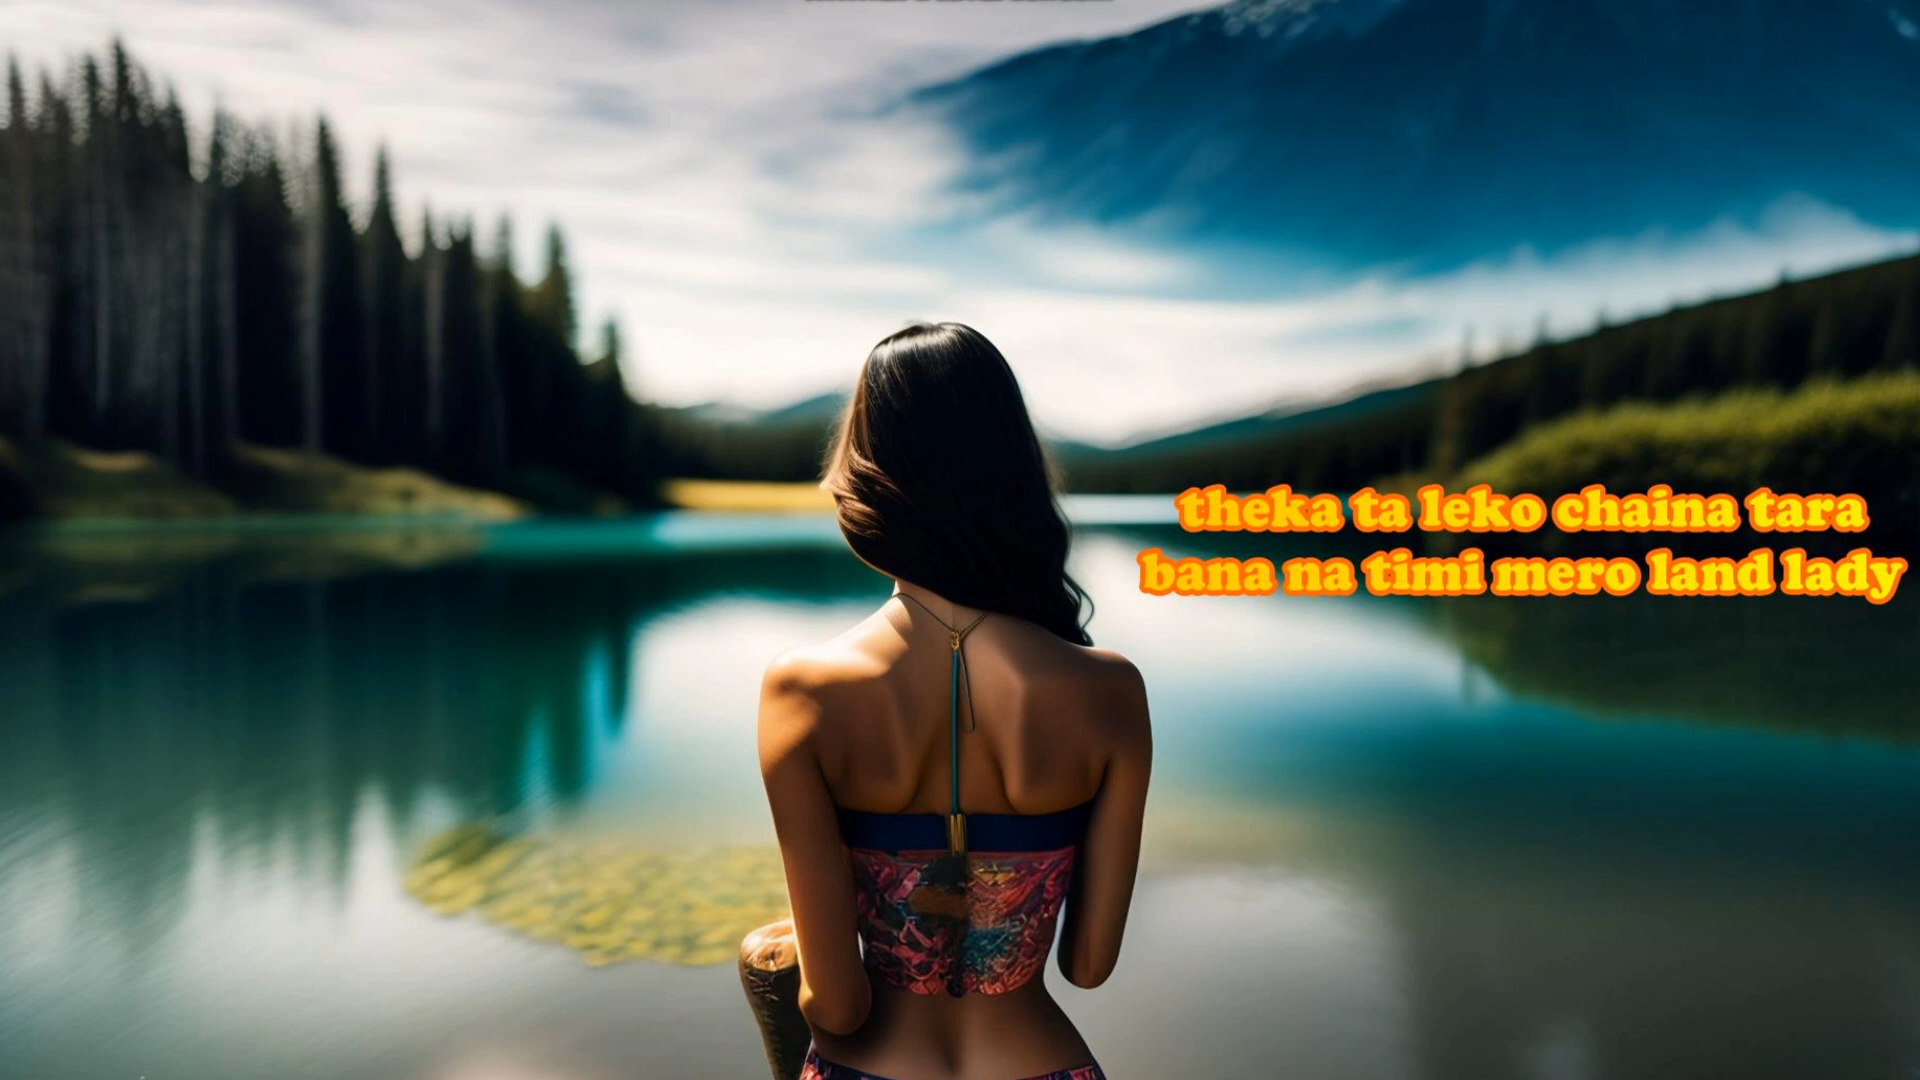 theka ta leko chaina tara
bana na timi mero land lady